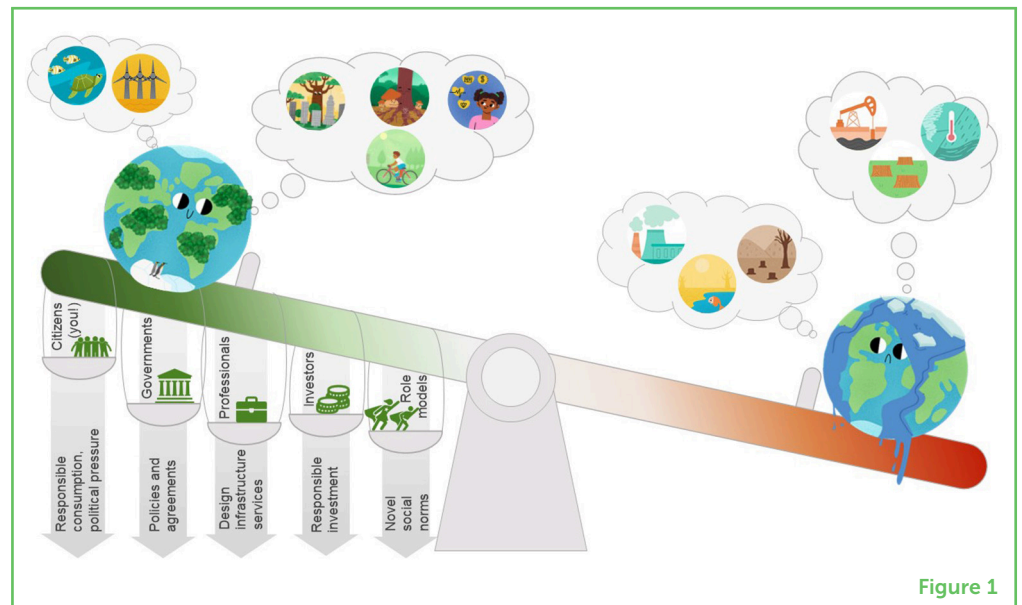 Citizens
(you!)
Governments
Professionals
Investors
Role
models
Responsible
consumption,
political pressure
Policies and
agreements
Design
infrastructure
services
Responsible
investment
Novel
social
norms
Figure 1